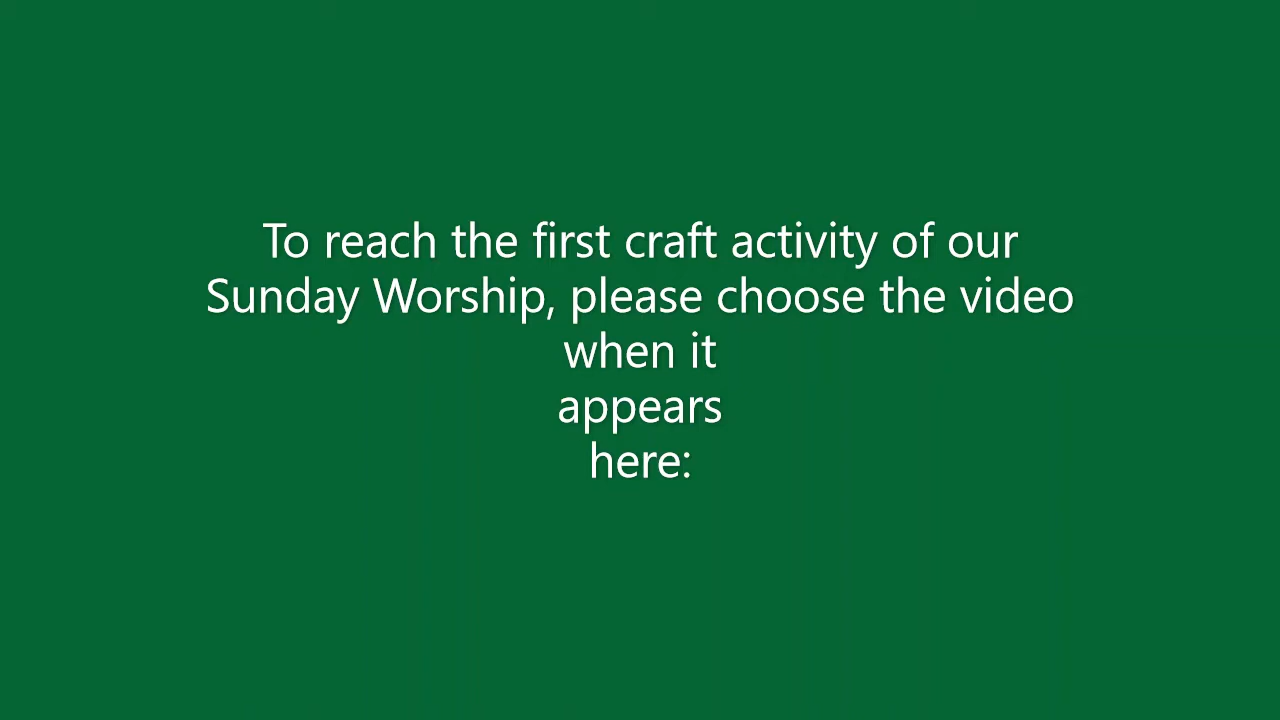 To reach the first craft activity of our
Sunday Worship, please choose the video
when it
appears
here: